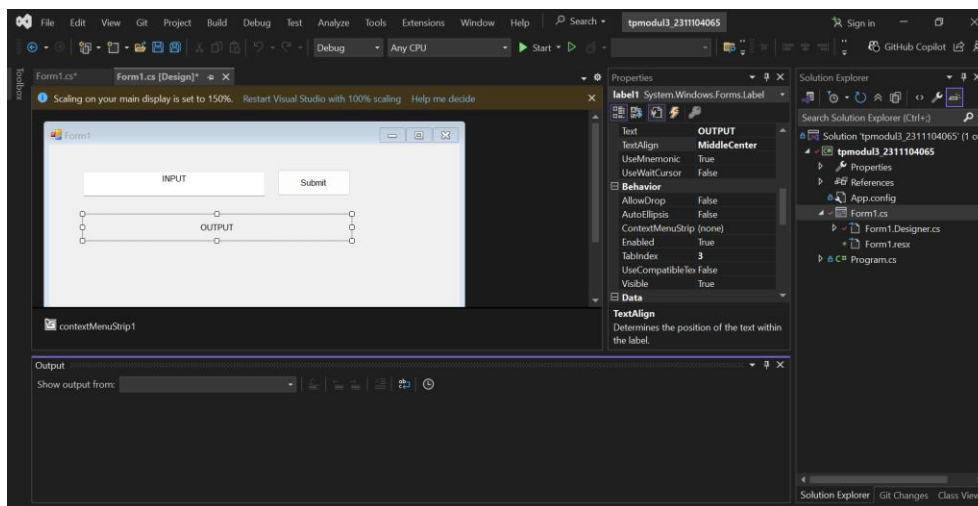 File Edit View Git Project Build Debug Test Analyze Tools Extensions Window Help Search tpmodul3_2311104065 Sign in
Debug Any CPU Start GitHub Copilot
Toolbox
Form1.cs* Form1.cs [Design]*
Scaling on your main display is set to 150%. Restart Visual Studio with 100% scaling Help me decide
Form1
INPUT Submit
OUTPUT
contextMenuStrip1
Output
Show output from:
Properties
label1 System.Windows.Forms.Label
Text OUTPUT
TextAlign MiddleCenter
UseMnemonic True
UseWaitCursor False
Behavior
AllowDrop False
AutoEllipsis False
ContextMenuStrip (none)
Enabled True
TabIndex 3
UseCompatibleTex False
Visible True
Data
TextAlign
Determines the position of the text within
the label.
Solution Explorer
Search Solution Explorer (Ctrl+;)
Solution 'tpmodul3_2311104065' (1 o
tpmodul3_2311104065
Properties
References
App.config
Form1.cs
Form1.Designer.cs
Form1.resx
C# Program.cs
Solution Explorer Git Changes Class View